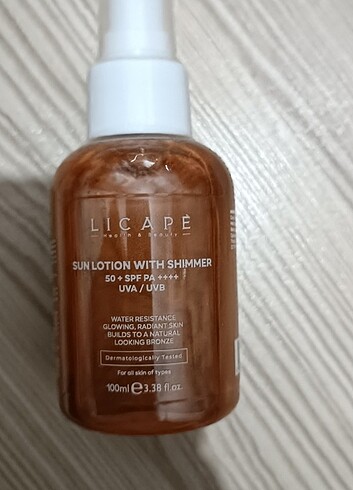 LICAPÈ
Health & Beauty
SUN LOTION WITH SHIMMER
50 + SPF PA ++++
UVA / UVB
WATER RESISTANCE
GLOWING, RADIANT SKIN
BUILDS TO A NATURAL
LOOKING BRONZE
Dermatologically Tested
For all skin of types
100ml ℮ 3.38 fl oz.